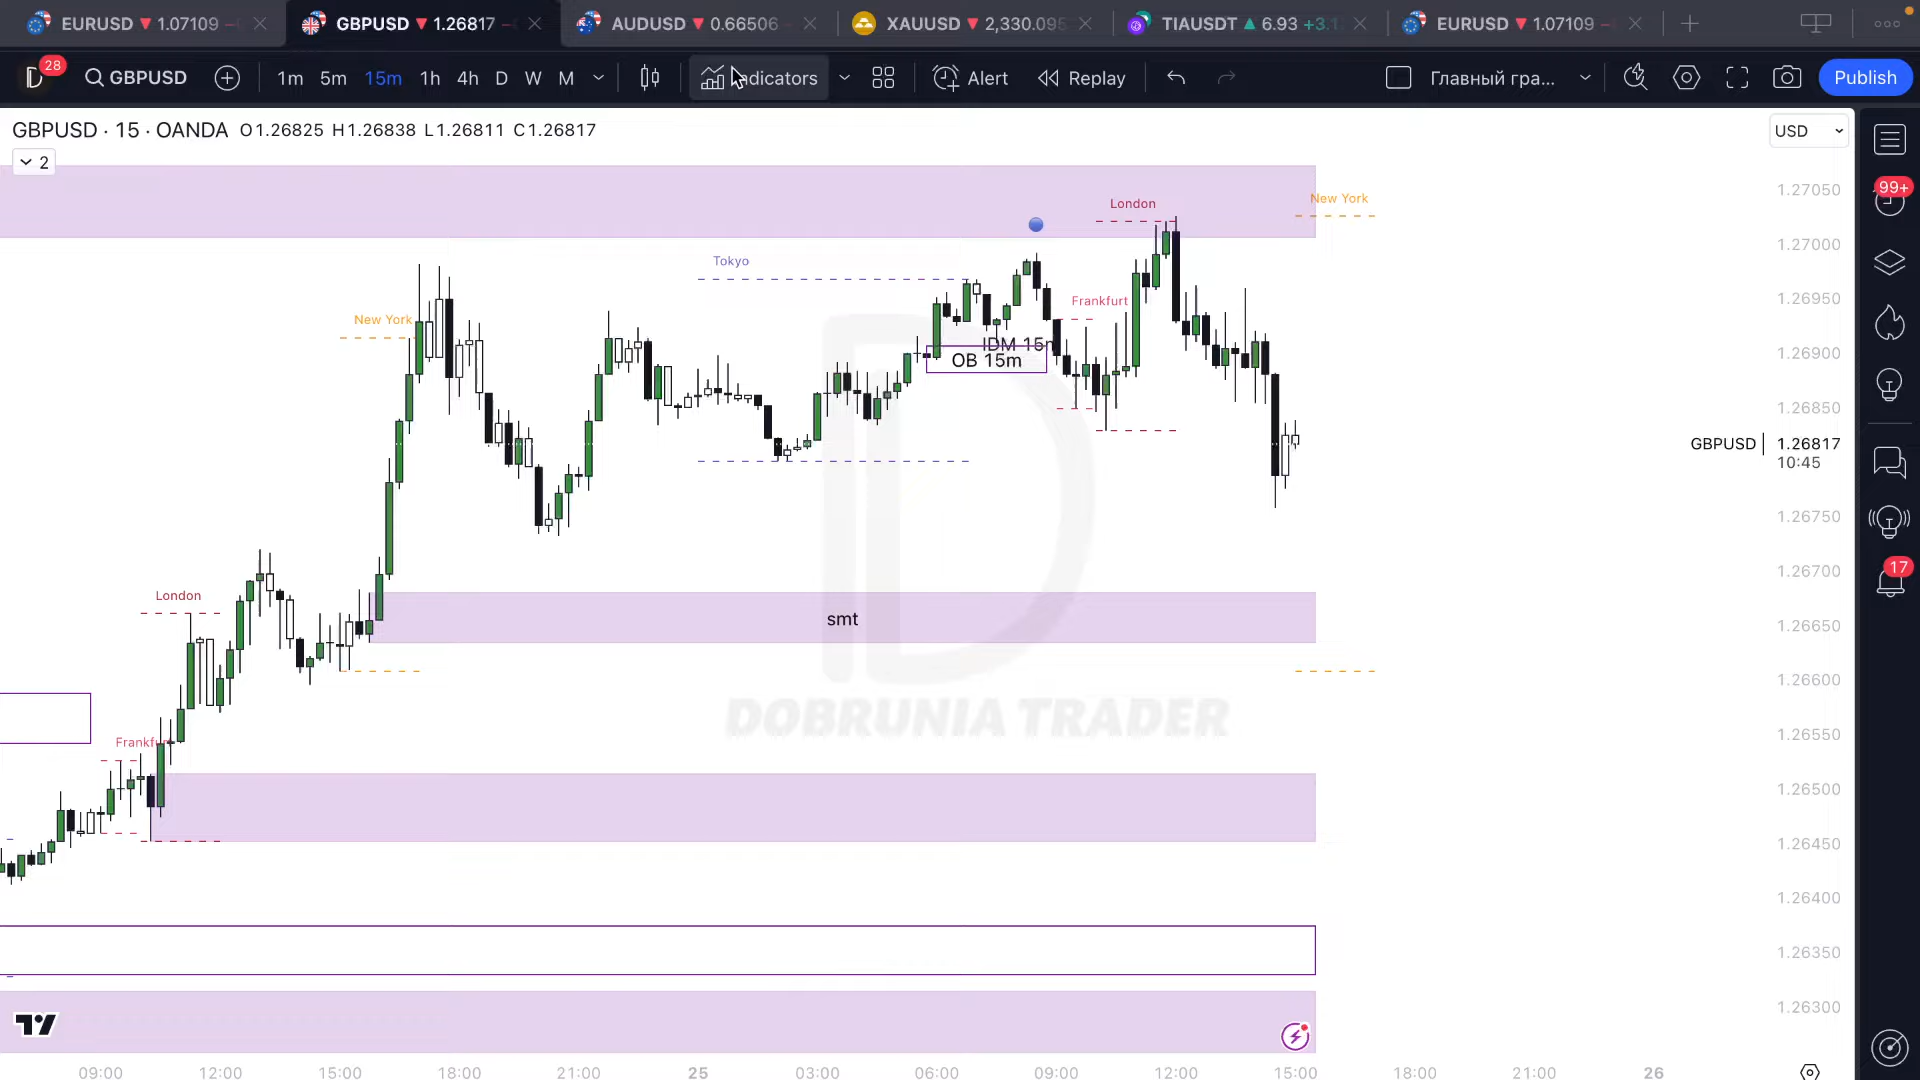 EURUSD 1.07109 −
GBPUSD 1.26817 −
AUDUSD 0.66506 −
XAUUSD 2,330.095
TIAUSDT 6.93 +3.1
EURUSD 1.07109 −
28
GBPUSD
1m 5m 15m 1h 4h D W M
Indicators
Alert
Replay
Главный гра...
Publish
GBPUSD · 15 · OANDA O1.26825 H1.26838 L1.26811 C1.26817
USD
2
99+
17
1.27050
1.27000
1.26950
1.26900
1.26850
GBPUSD 1.26817
10:45
1.26750
1.26700
1.26650
1.26600
1.26550
1.26500
1.26450
1.26400
1.26350
1.26300
London
New York
Tokyo
Frankfurt
New York
IDM 15m
OB 15m
London
smt
Frankfurt
DOBRUNIA TRADER
09:00 12:00 15:00 18:00 21:00 25 03:00 06:00 09:00 12:00 15:00 18:00 21:00 26